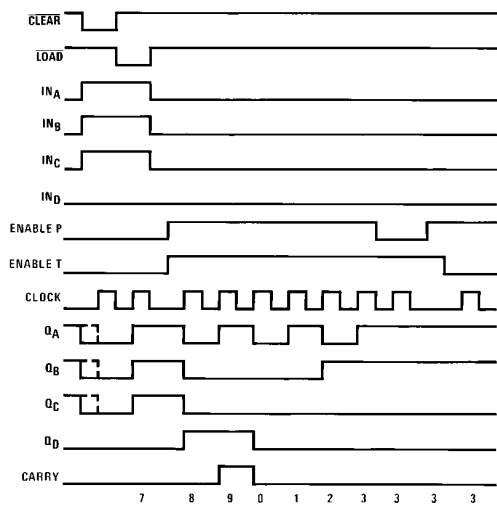 CLEAR
LOAD
INA
INB
INC
IND
ENABLE P
ENABLE T
CLOCK
QA
QB
QC
QD
CARRY
7 8 9 0 1 2 3 3 3 3